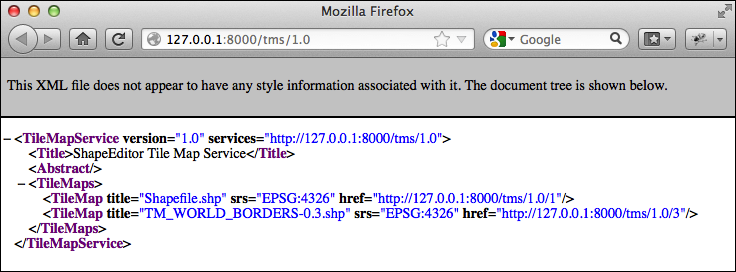 Mozilla Firefox
127.0.0.1:8000/tms/1.0
Google
This XML file does not appear to have any style information associated with it. The document tree is shown below.
−<TileMapService version="1.0" services="http://127.0.0.1:8000/tms/1.0">
<Title>ShapeEditor Tile Map Service</Title>
<Abstract/>
−<TileMaps>
<TileMap title="Shapefile.shp" srs="EPSG:4326" href="http://127.0.0.1:8000/tms/1.0/1"/>
<TileMap title="TM_WORLD_BORDERS-0.3.shp" srs="EPSG:4326" href="http://127.0.0.1:8000/tms/1.0/3"/>
</TileMaps>
</TileMapService>